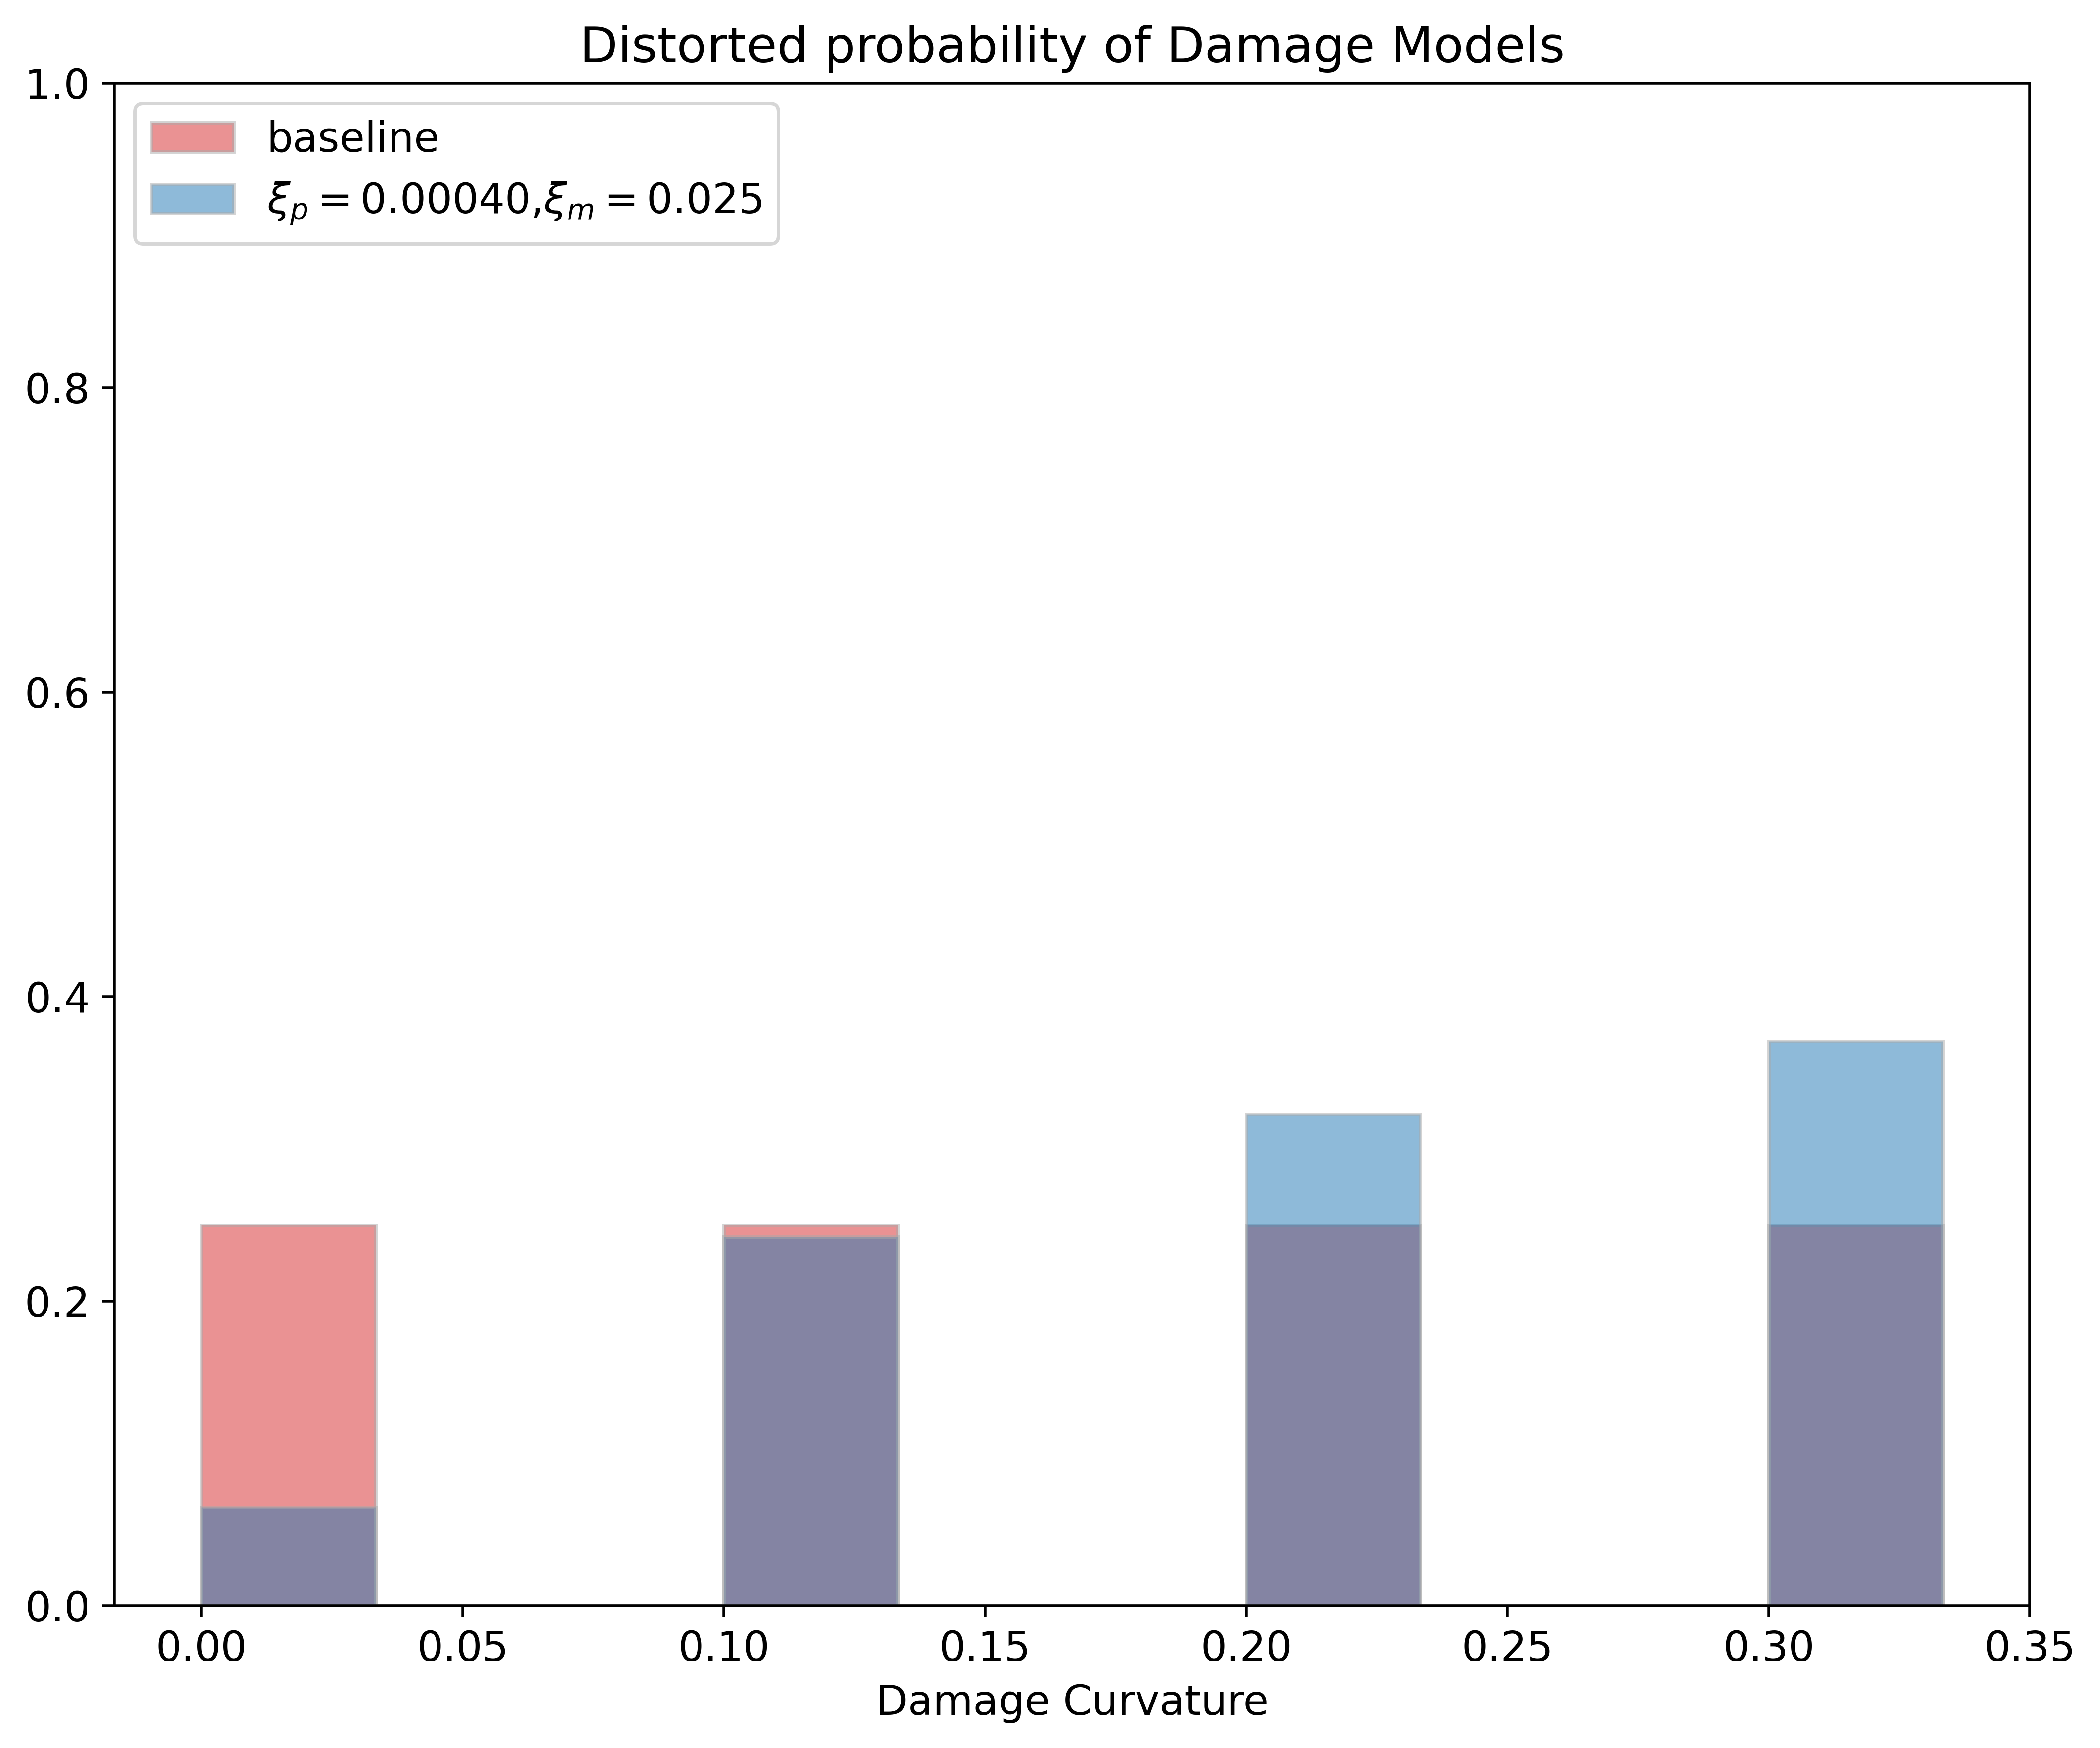 Distorted probability of Damage Models
1.0
0.8
0.6
0.4
0.2
0.0
baseline
ξₚ = 0.00040,ξₘ = 0.025
0.00 0.05 0.10 0.15 0.20 0.25 0.30 0.35
Damage Curvature